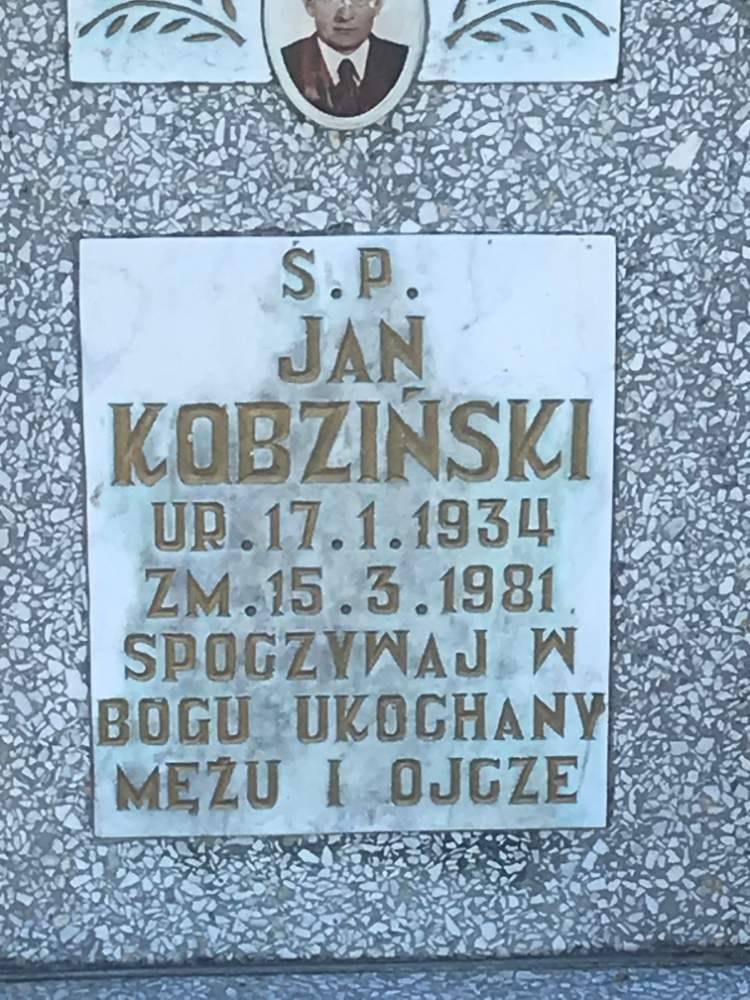 Ś.P.
JAN
KOBZIŃSKI
UR.17.1.1934
ZM.15.3.1981.
SPOCZYWAJ W
BOGU UKOCHANY
MĘŻU I OJCZE